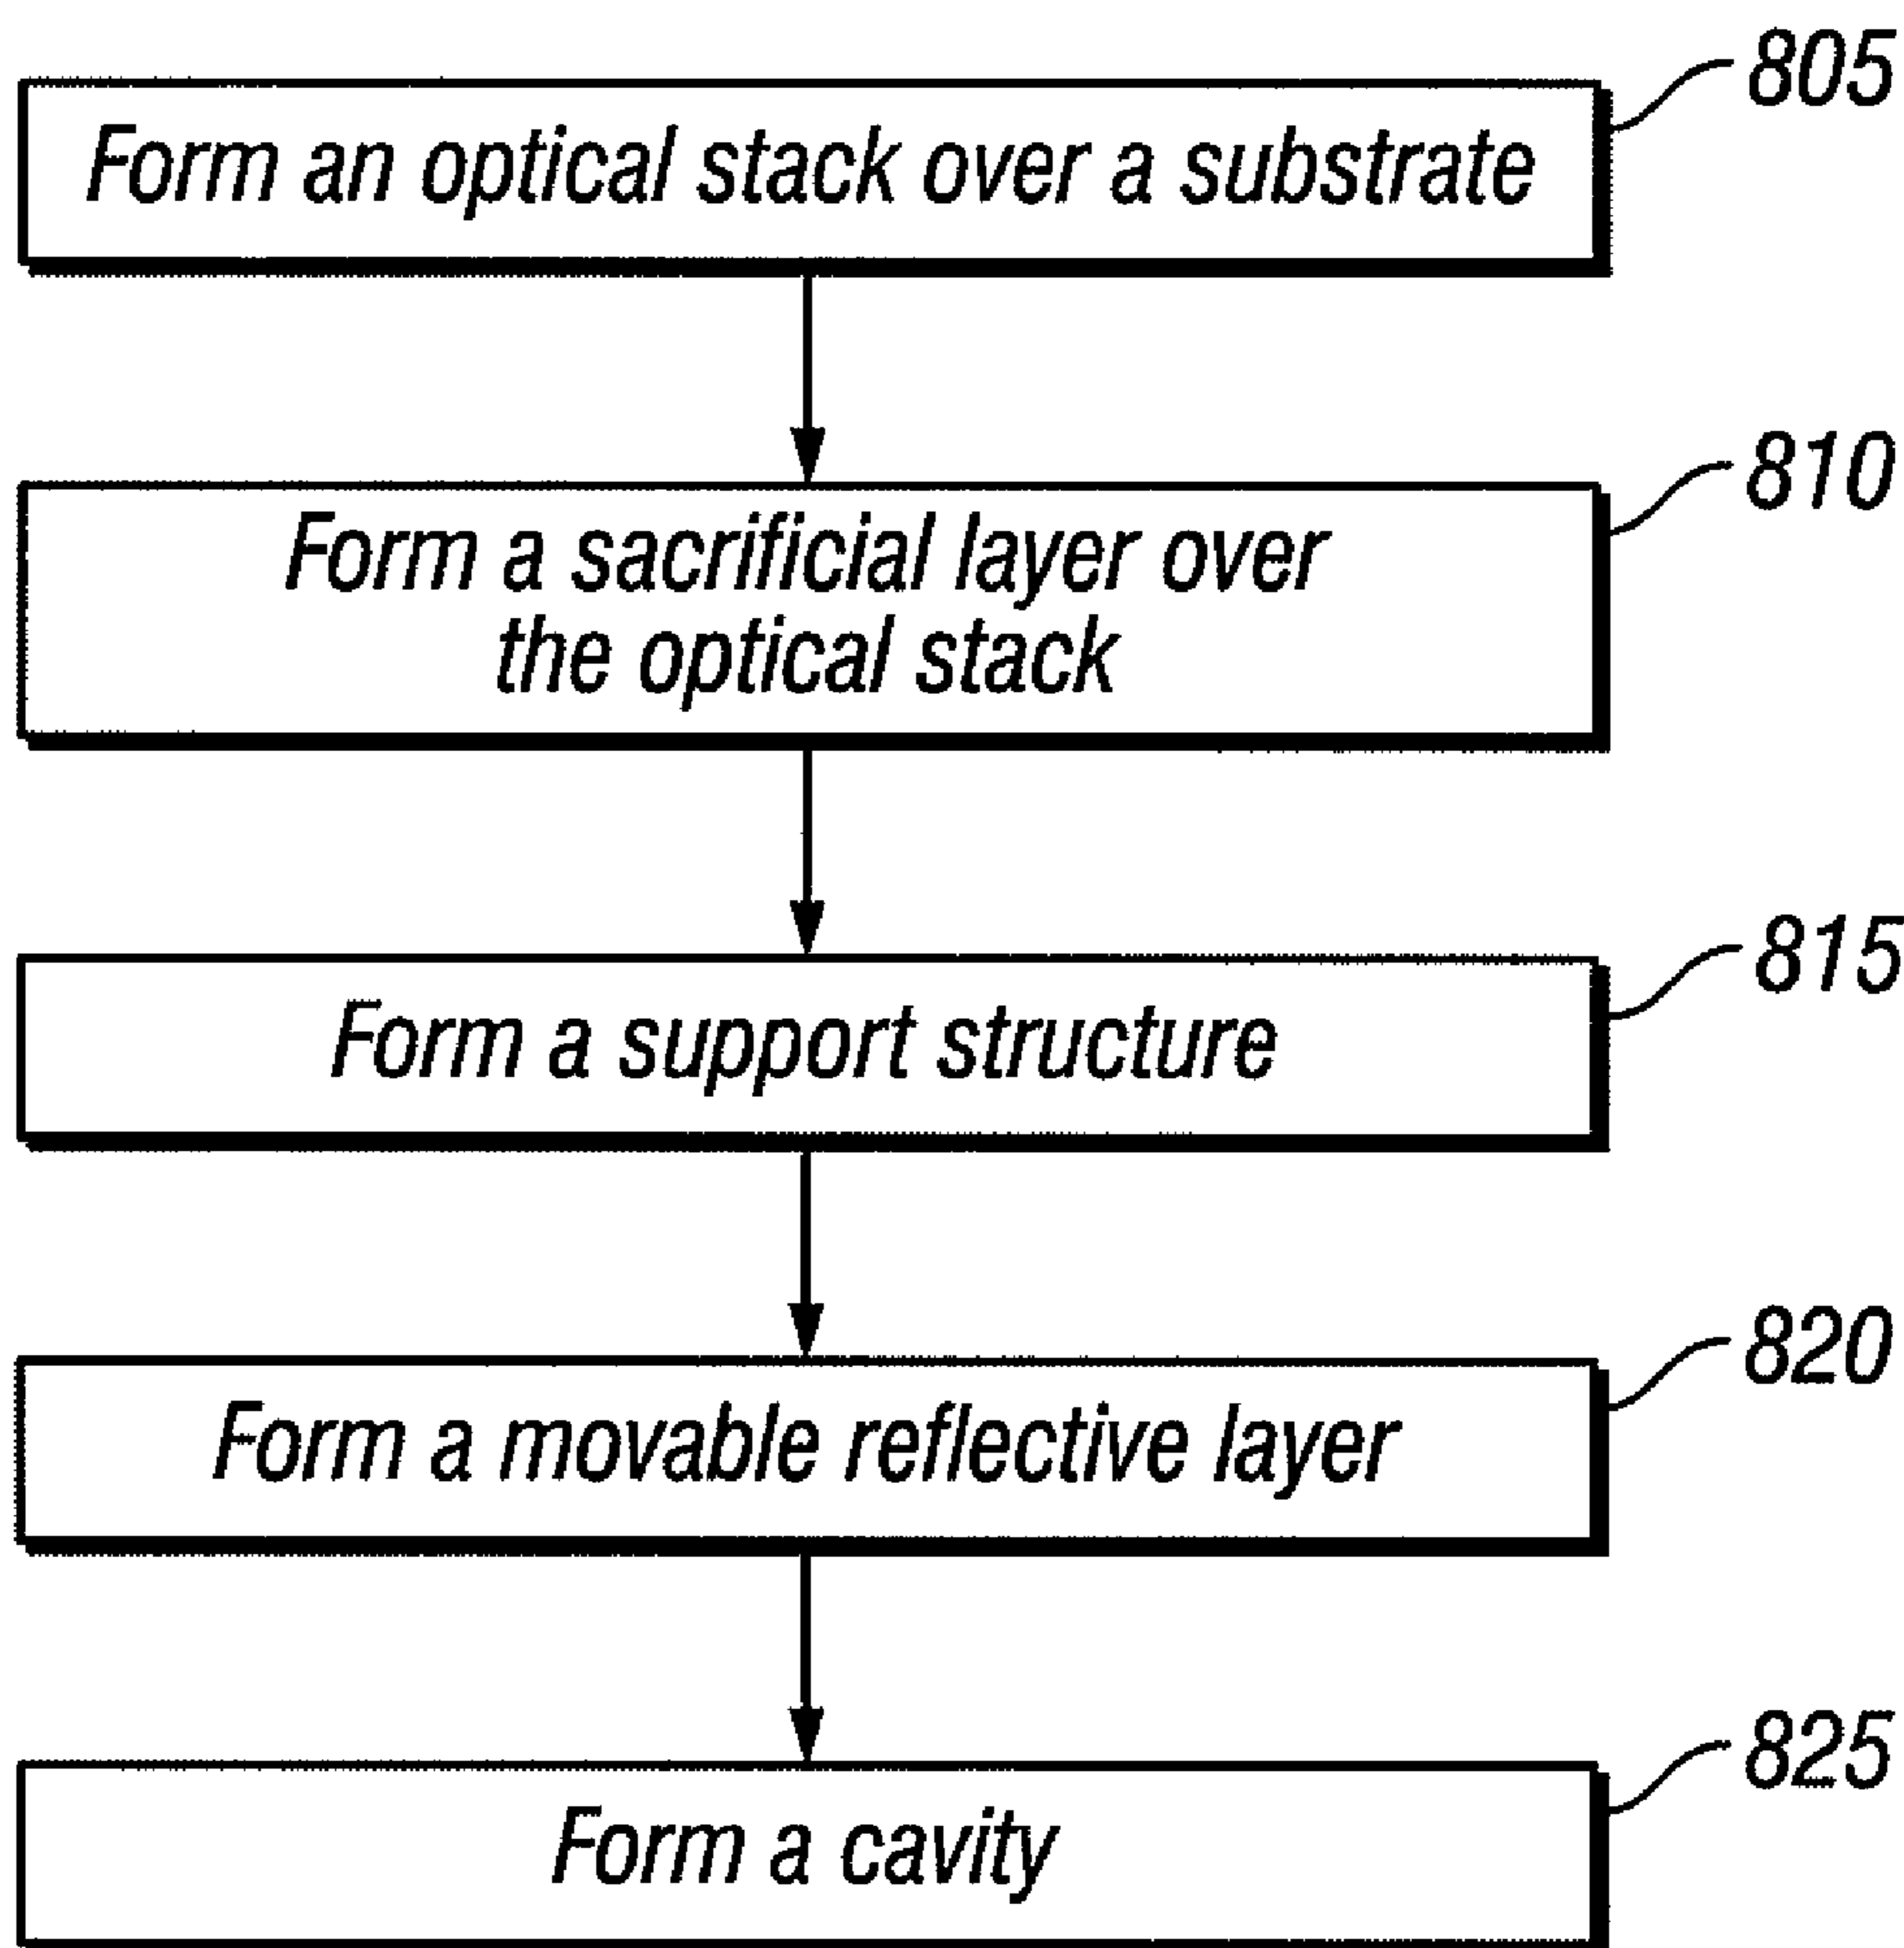 805
Form an optical stack over a substrate
810
Form a sacrificial layer over
the optical stack
815
Form a support structure
820
Form a movable reflective layer
825
Form a cavity